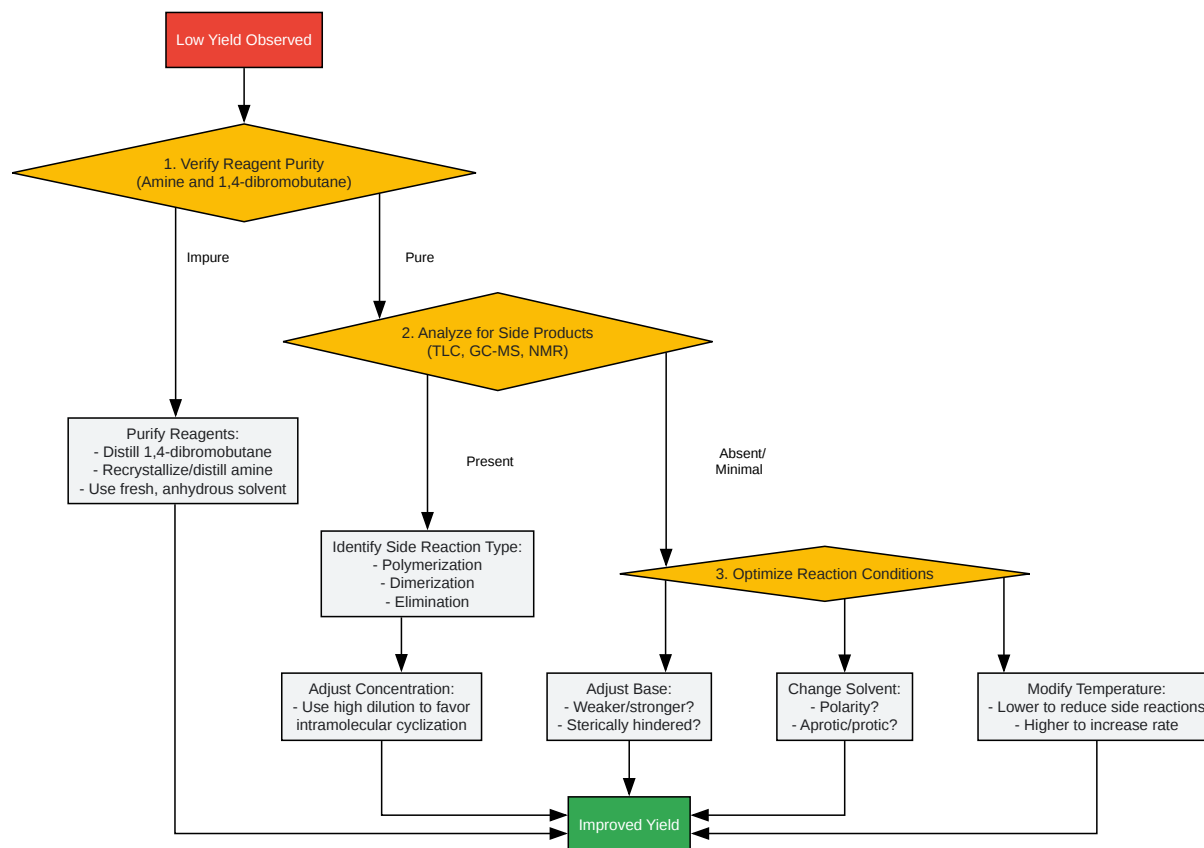 Low Yield Observed
1. Verify Reagent Purity
(Amine and 1,4-dibromobutane)
Impure
Pure
2. Analyze for Side Products
(TLC, GC-MS, NMR)
Purify Reagents:
- Distill 1,4-dibromobutane
- Recrystallize/distill amine
- Use fresh, anhydrous solvent
Present
Absent/
Minimal
Identify Side Reaction Type:
- Polymerization
- Dimerization
- Elimination
3. Optimize Reaction Conditions
Adjust Concentration:
- Use high dilution to favor
intramolecular cyclization
Adjust Base:
- Weaker/stronger?
- Sterically hindered?
Change Solvent:
- Polarity?
- Aprotic/protic?
Modify Temperature:
- Lower to reduce side reactions
- Higher to increase rate
Improved Yield